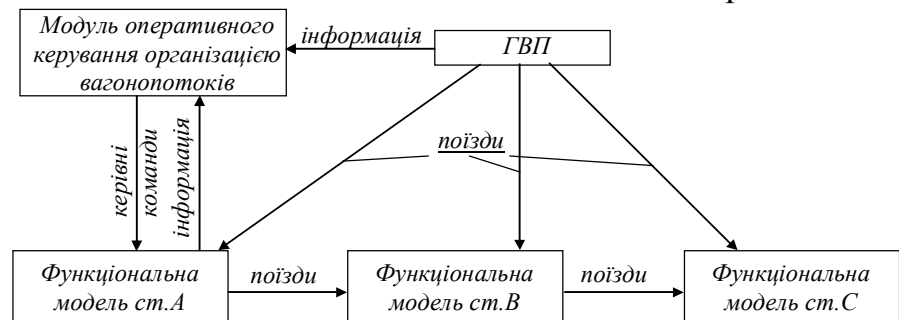 Модуль оперативного
керування організацією
вагонопотоків
інформація
ГВП
керівні
команди
інформація
поїзди
Функціональна
модель ст.А
поїзди
Функціональна
модель ст.В
поїзди
Функціональна
модель ст.С